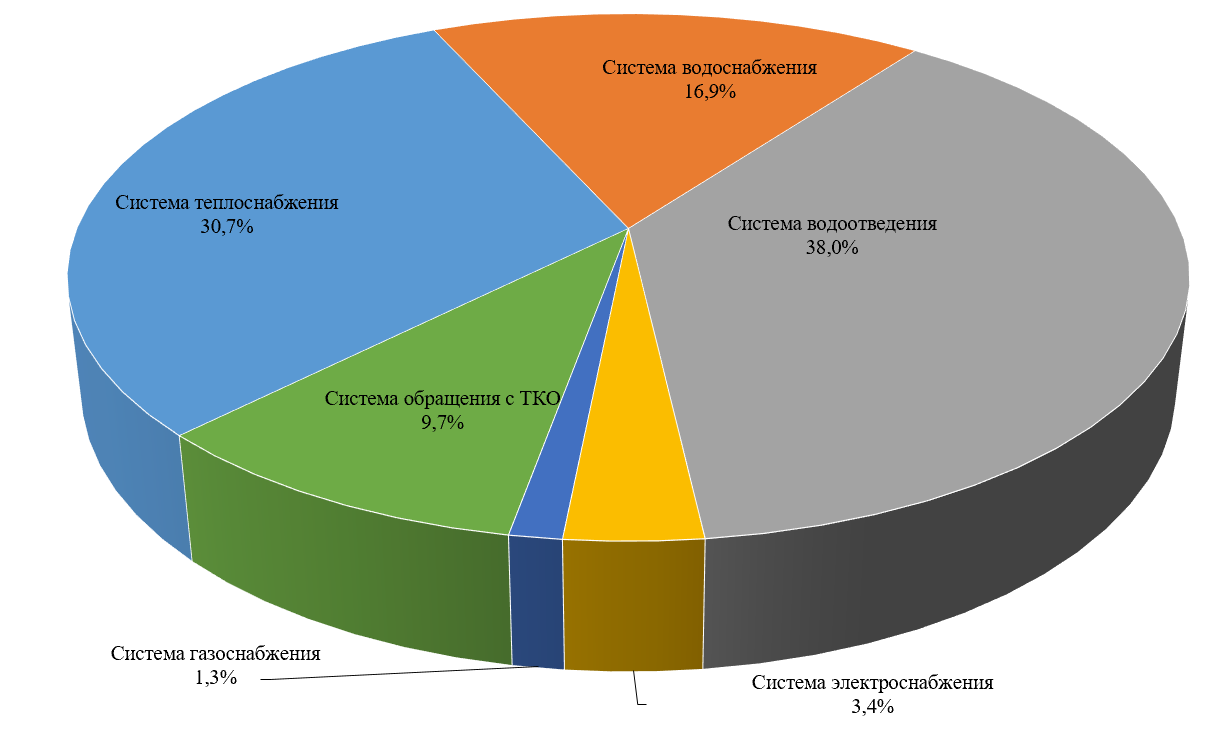 Система водоснабжения
16,9%
Система теплоснабжения
30,7%
Система водоотведения
38,0%
Система обращения с ТКО
9,7%
Система газоснабжения
1,3%
Система электроснабжения
3,4%